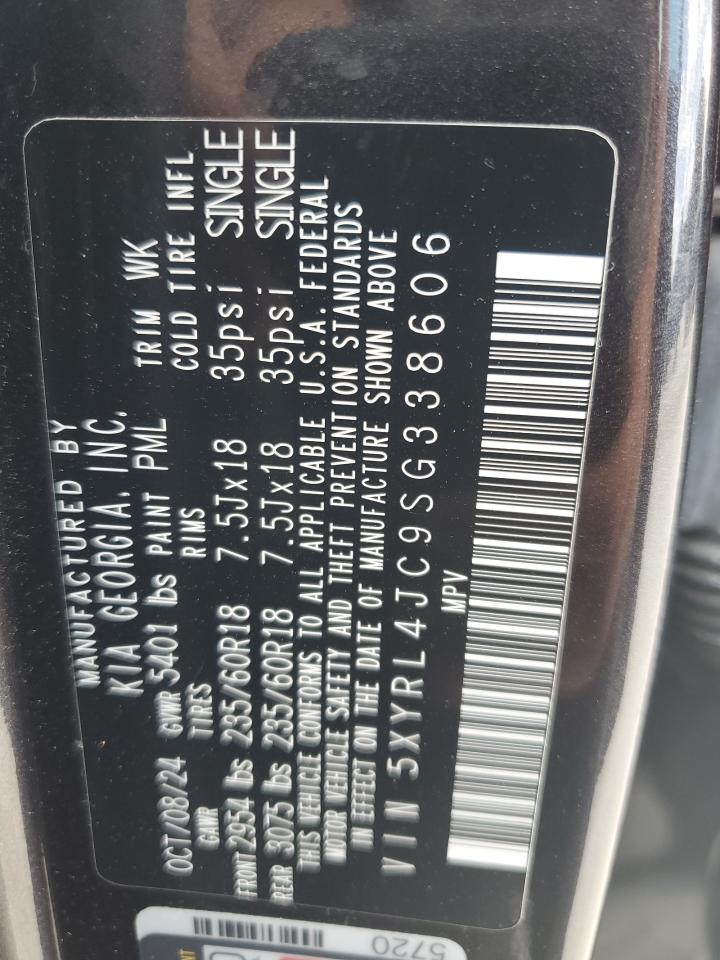 MANUFACTURED BY
KIA GEORGIA, INC.
OCT/08/24 GVWR 5401 lbs PAINT PML TRIM WK
GAWR TIRES RIMS COLD TIRE INFL
FRONT 2954 lbs 235/60R18 7.5Jx18 35psi SINGLE
REAR 3075 lbs 235/60R18 7.5Jx18 35psi SINGLE
THIS VEHICLE CONFORMS TO ALL APPLICABLE U.S.A. FEDERAL
MOTOR VEHICLE SAFETY AND THEFT PREVENTION STANDARDS
IN EFFECT ON THE DATE OF MANUFACTURE SHOWN ABOVE
VIN 5XYRL4JC9SG338606
MPV
5720